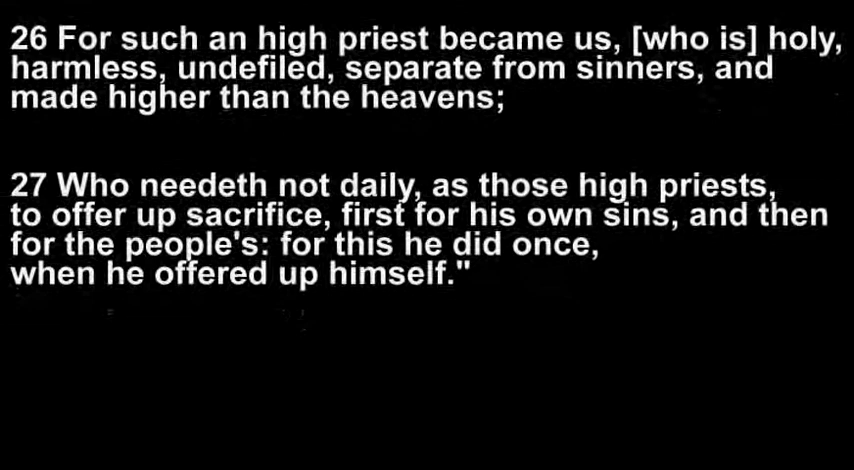 26 For such an high priest became us, [who is] holy,
harmless, undefiled, separate from sinners, and
made higher than the heavens;
27 Who needeth not daily, as those high priests,
to offer up sacrifice, first for his own sins, and then
for the people's: for this he did once,
when he offered up himself."